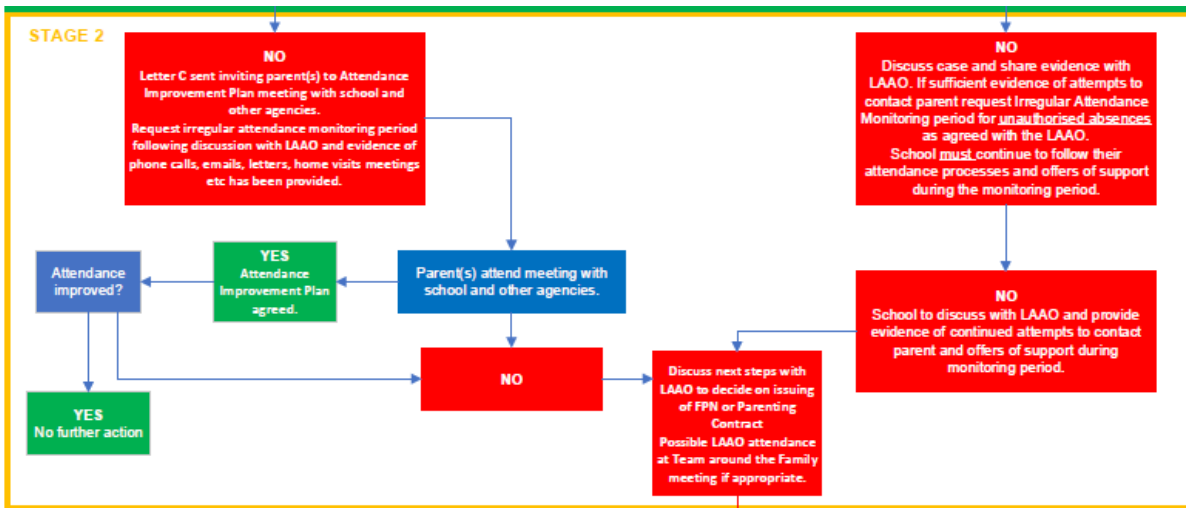 STAGE 2
NO
Letter C sent inviting parent(s) to Attendance
Improvement Plan meeting with school and
other agencies.
Request irregular attendance monitoring period
following discussion with LAAO and evidence of
phone calls, emails, letters, home visits meetings
etc has been provided.
NO
Discuss case and share evidence with
LAAO. If sufficient evidence of attempts to
contact parent request Irregular Attendance
Monitoring period for unauthorised absences
as agreed with the LAAO.
School must continue to follow their
attendance processes and offers of support
during the monitoring period.
Attendance
improved?
YES
Attendance
Improvement Plan
agreed.
Parent(s) attend meeting with
school and other agencies.
NO
School to discuss with LAAO and provide
evidence of continued attempts to contact
parent and offers of support during
monitoring period.
NO
Discuss next steps with
LAAO to decide on issuing
of FPN or Parenting
Contract
Possible LAAO attendance
at Team around the Family
meeting if appropriate.
YES
No further action